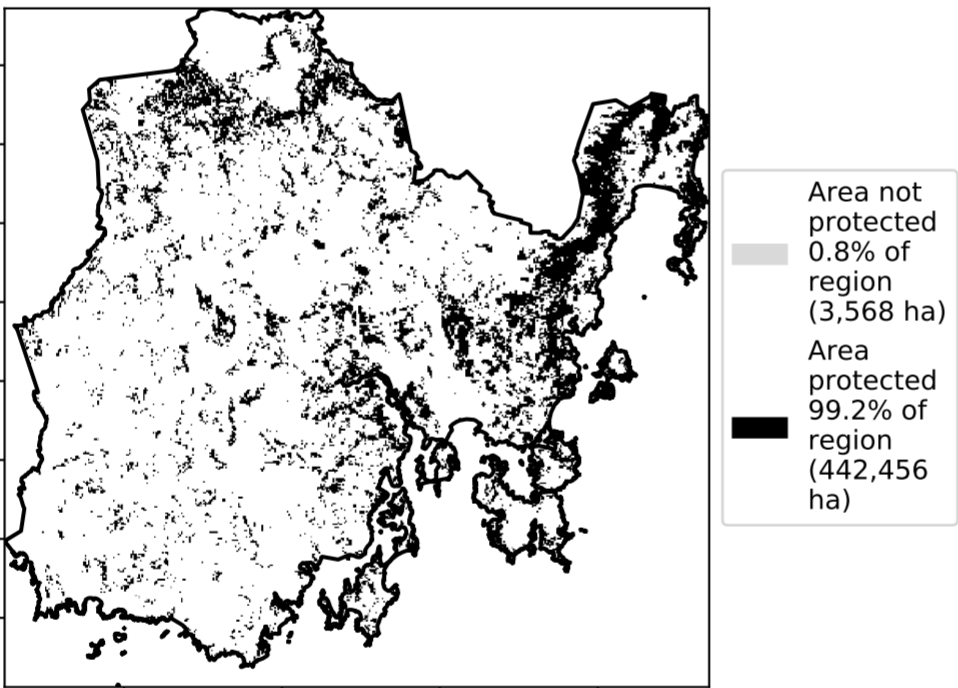 Area not
protected
0.8% of
region
(3,568 ha)
Area
protected
99.2% of
region
(442,456
ha)